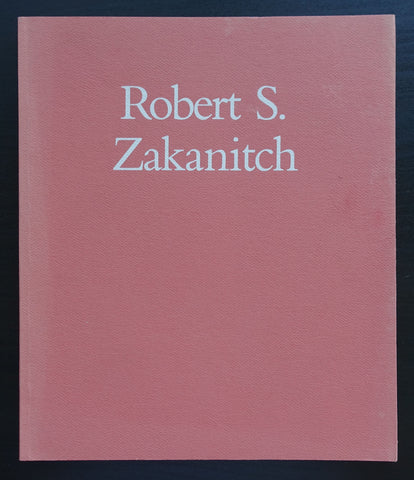 Robert S.
Zakanitch